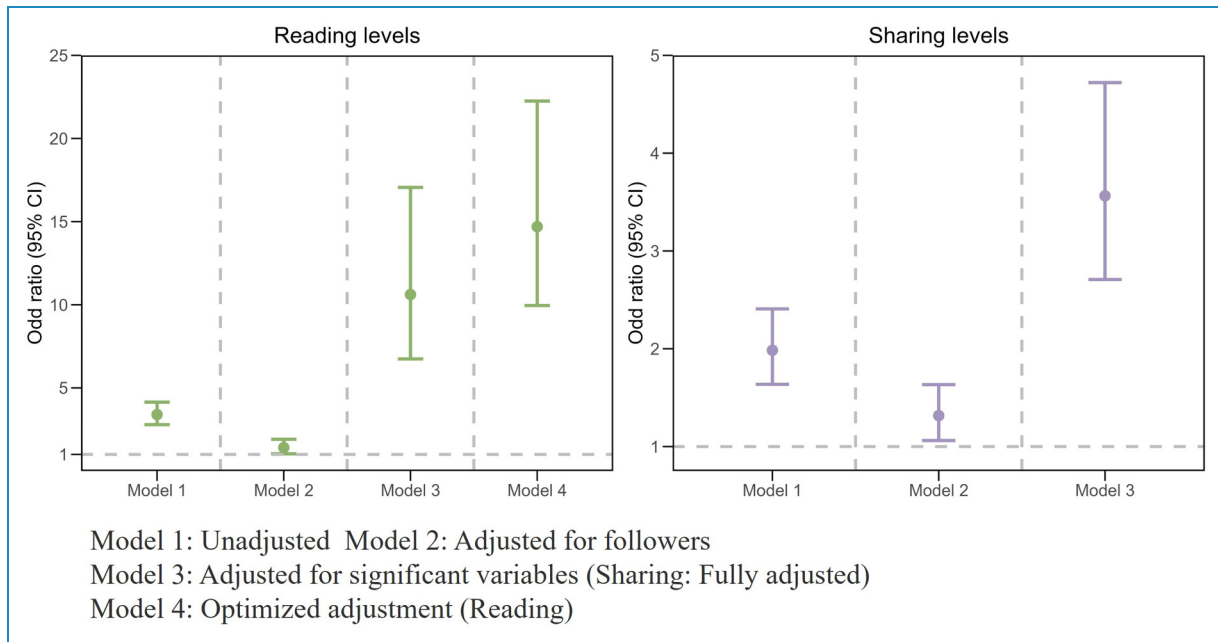 Reading levels
Odd ratio (95% CI)
25
20
15
10
5
1
Model 1 Model 2 Model 3 Model 4
Sharing levels
Odd ratio (95% CI)
5
4
3
2
1
Model 1 Model 2 Model 3
Model 1: Unadjusted Model 2: Adjusted for followers
Model 3: Adjusted for significant variables (Sharing: Fully adjusted)
Model 4: Optimized adjustment (Reading)